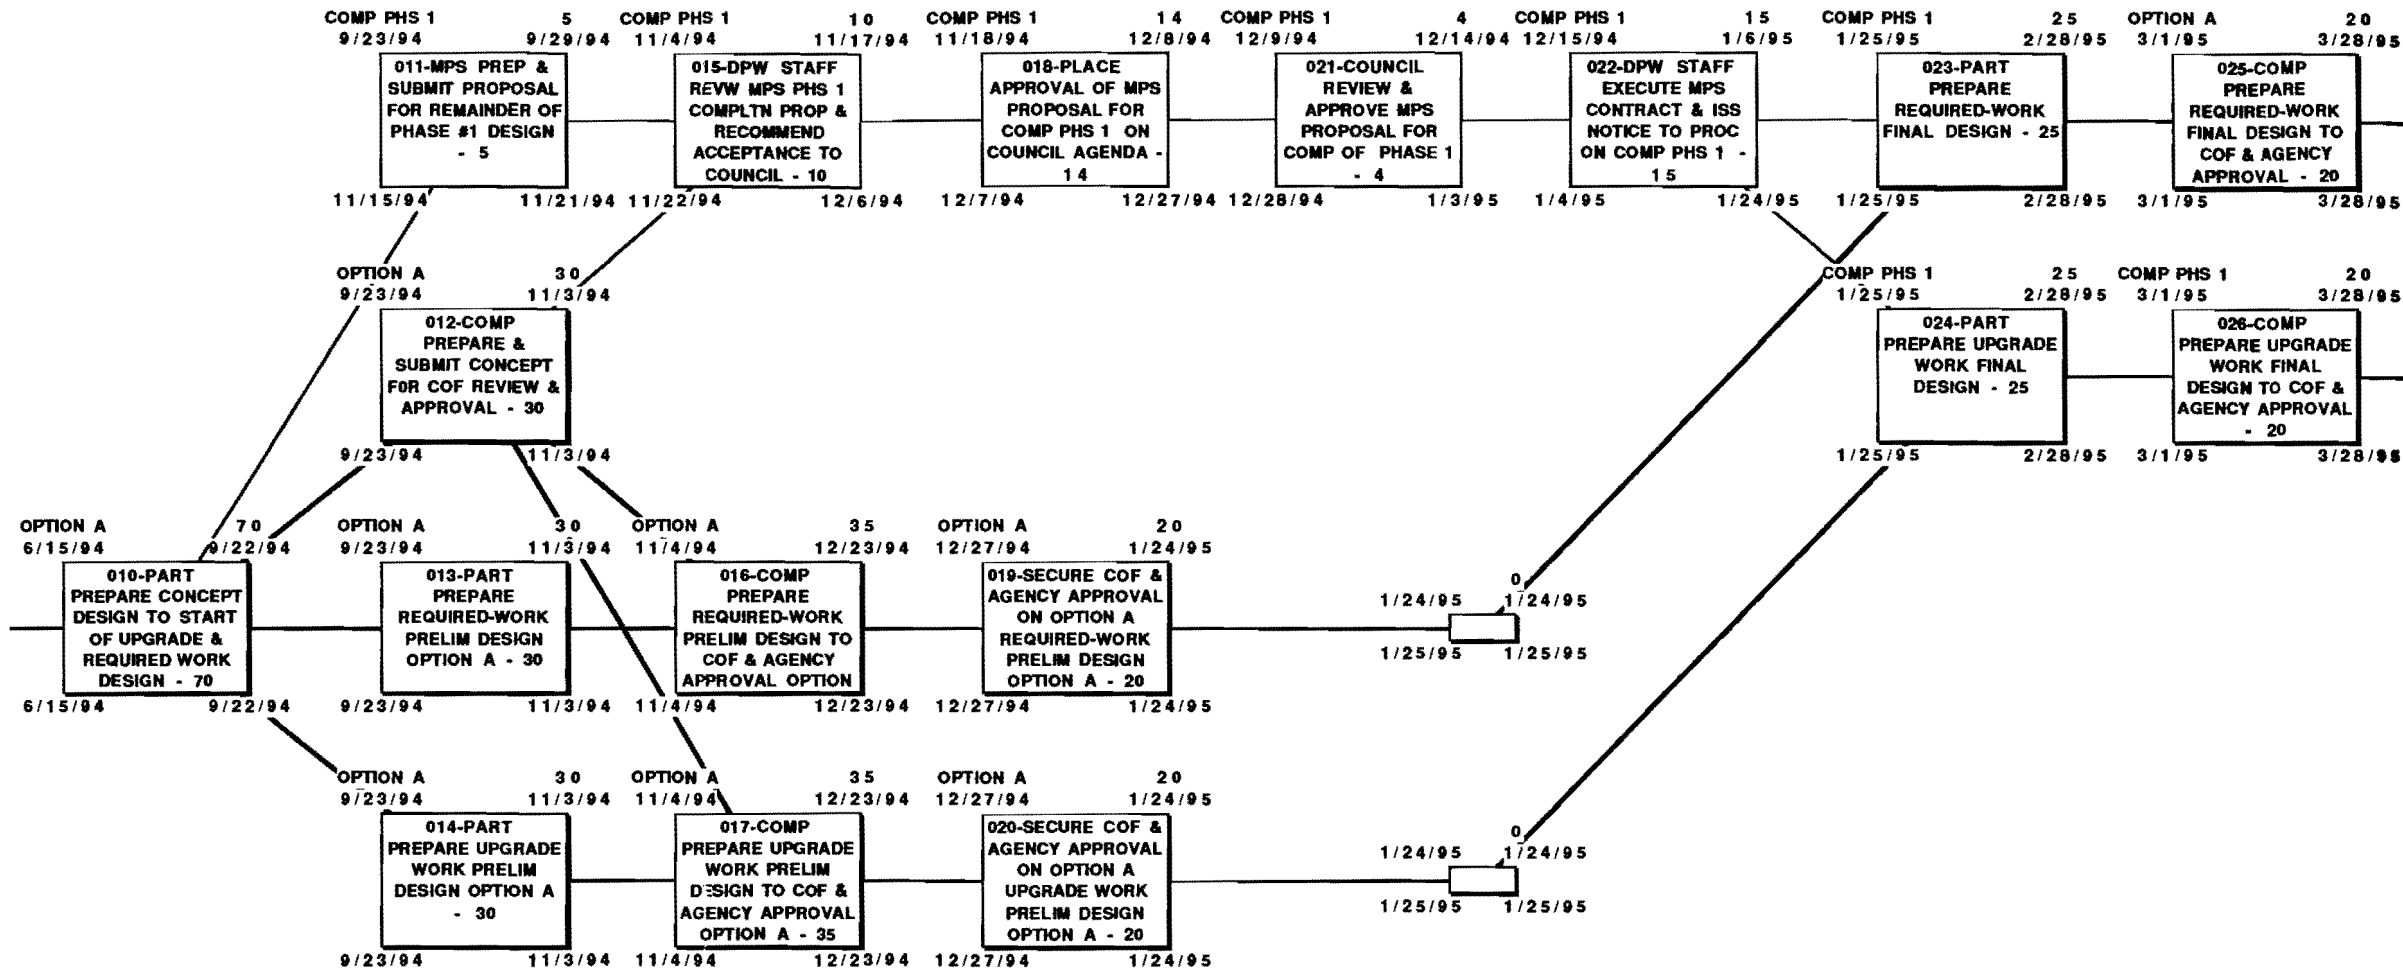 COMP PHS 1 5
9/23/94 9/29/94
011-MPS PREP &
SUBMIT PROPOSAL
FOR REMAINDER OF
PHASE #1 DESIGN
- 5
11/15/94 11/21/94
COMP PHS 1 10
11/4/94 11/17/94
015-DPW STAFF
REVW MPS PHS 1
COMPLTN PROP &
RECOMMEND
ACCEPTANCE TO
COUNCIL - 10
11/22/94 12/6/94
COMP PHS 1 14
11/18/94 12/8/94
018-PLACE
APPROVAL OF MPS
PROPOSAL FOR
COMP PHS 1 ON
COUNCIL AGENDA -
14
12/7/94 12/27/94
COMP PHS 1 4
12/9/94 12/14/94
021-COUNCIL
REVIEW &
APPROVE MPS
PROPOSAL FOR
COMP OF PHASE 1
- 4
12/28/94 1/3/95
COMP PHS 1 15
12/15/94 1/6/95
022-DPW STAFF
EXECUTE MPS
CONTRACT & ISS
NOTICE TO PROC
ON COMP PHS 1 -
15
1/4/95 1/24/95
COMP PHS 1 25
1/25/95 2/28/95
023-PART
PREPARE
REQUIRED-WORK
FINAL DESIGN - 25
1/25/95 2/28/95
OPTION A 20
3/1/95 3/28/95
025-COMP
PREPARE
REQUIRED-WORK
FINAL DESIGN TO
COF & AGENCY
APPROVAL - 20
3/1/95 3/28/95
OPTION A 30
9/23/94 11/3/94
012-COMP
PREPARE &
SUBMIT CONCEPT
FOR COF REVIEW &
APPROVAL - 30
9/23/94 11/3/94
COMP PHS 1 25
1/25/95 2/28/95
024-PART
PREPARE UPGRADE
WORK FINAL
DESIGN - 25
1/25/95 2/28/95
COMP PHS 1 20
3/1/95 3/28/95
026-COMP
PREPARE UPGRADE
WORK FINAL
DESIGN TO COF &
AGENCY APPROVAL
- 20
3/1/95 3/28/95
OPTION A 70
6/15/94 9/22/94
010-PART
PREPARE CONCEPT
DESIGN TO START
OF UPGRADE &
REQUIRED WORK
DESIGN - 70
6/15/94 9/22/94
OPTION A 30
9/23/94 11/3/94
013-PART
PREPARE
REQUIRED-WORK
PRELIM DESIGN
OPTION A - 30
9/23/94 11/3/94
OPTION A 35
11/4/94 12/23/94
016-COMP
PREPARE
REQUIRED-WORK
PRELIM DESIGN TO
COF & AGENCY
APPROVAL OPTION
11/4/94 12/23/94
OPTION A 20
12/27/94 1/24/95
019-SECURE COF &
AGENCY APPROVAL
ON OPTION A
REQUIRED-WORK
PRELIM DESIGN
OPTION A - 20
12/27/94 1/24/95
0
1/24/95 1/24/95
1/25/95 1/25/95
OPTION A 30
9/23/94 11/3/94
014-PART
PREPARE UPGRADE
WORK PRELIM
DESIGN OPTION A
- 30
9/23/94 11/3/94
OPTION A 35
11/4/94 12/23/94
017-COMP
PREPARE UPGRADE
WORK PRELIM
DESIGN TO COF &
AGENCY APPROVAL
OPTION A - 35
11/4/94 12/23/94
OPTION A 20
12/27/94 1/24/95
020-SECURE COF &
AGENCY APPROVAL
ON OPTION A
UPGRADE WORK
PRELIM DESIGN
OPTION A - 20
12/27/94 1/24/95
0
1/24/95 1/24/95
1/25/95 1/25/95